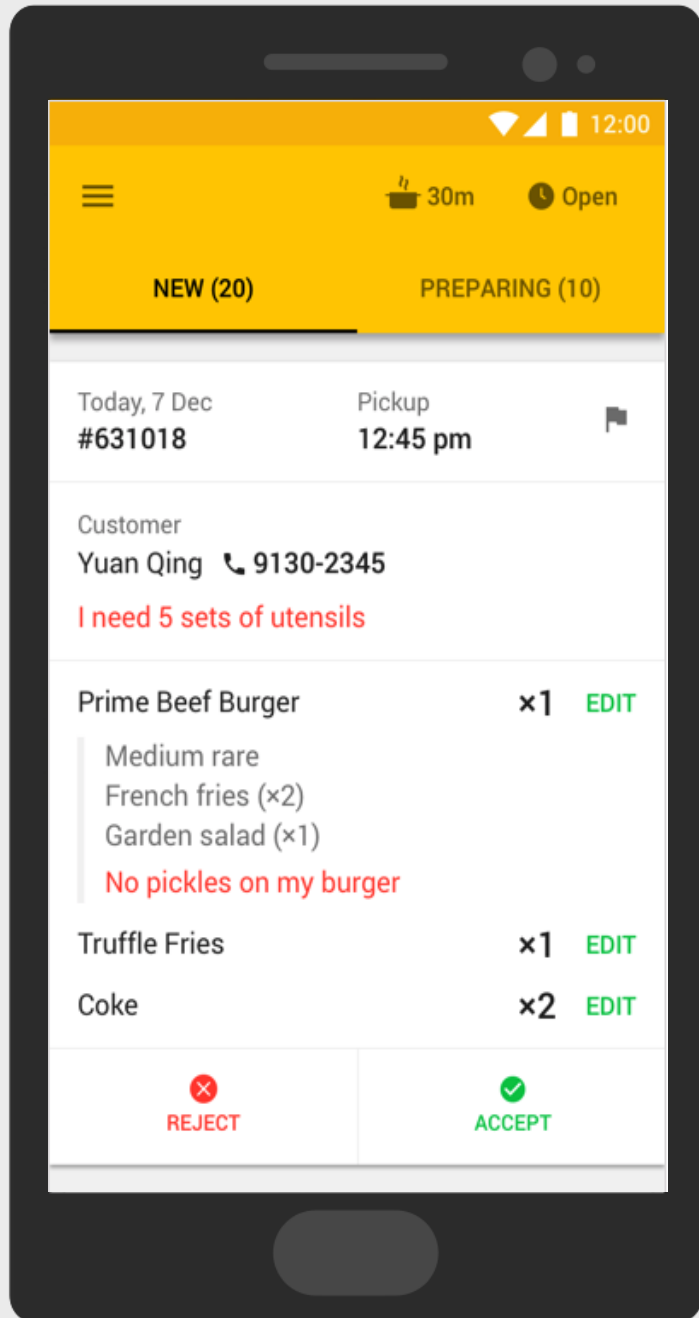 12:00
30m Open
NEW (20) PREPARING (10)
Today, 7 Dec Pickup
#631018 12:45 pm
Customer
Yuan Qing 9130-2345
I need 5 sets of utensils
Prime Beef Burger ×1 EDIT
Medium rare
French fries (×2)
Garden salad (×1)
No pickles on my burger
Truffle Fries ×1 EDIT
Coke ×2 EDIT
REJECT ACCEPT